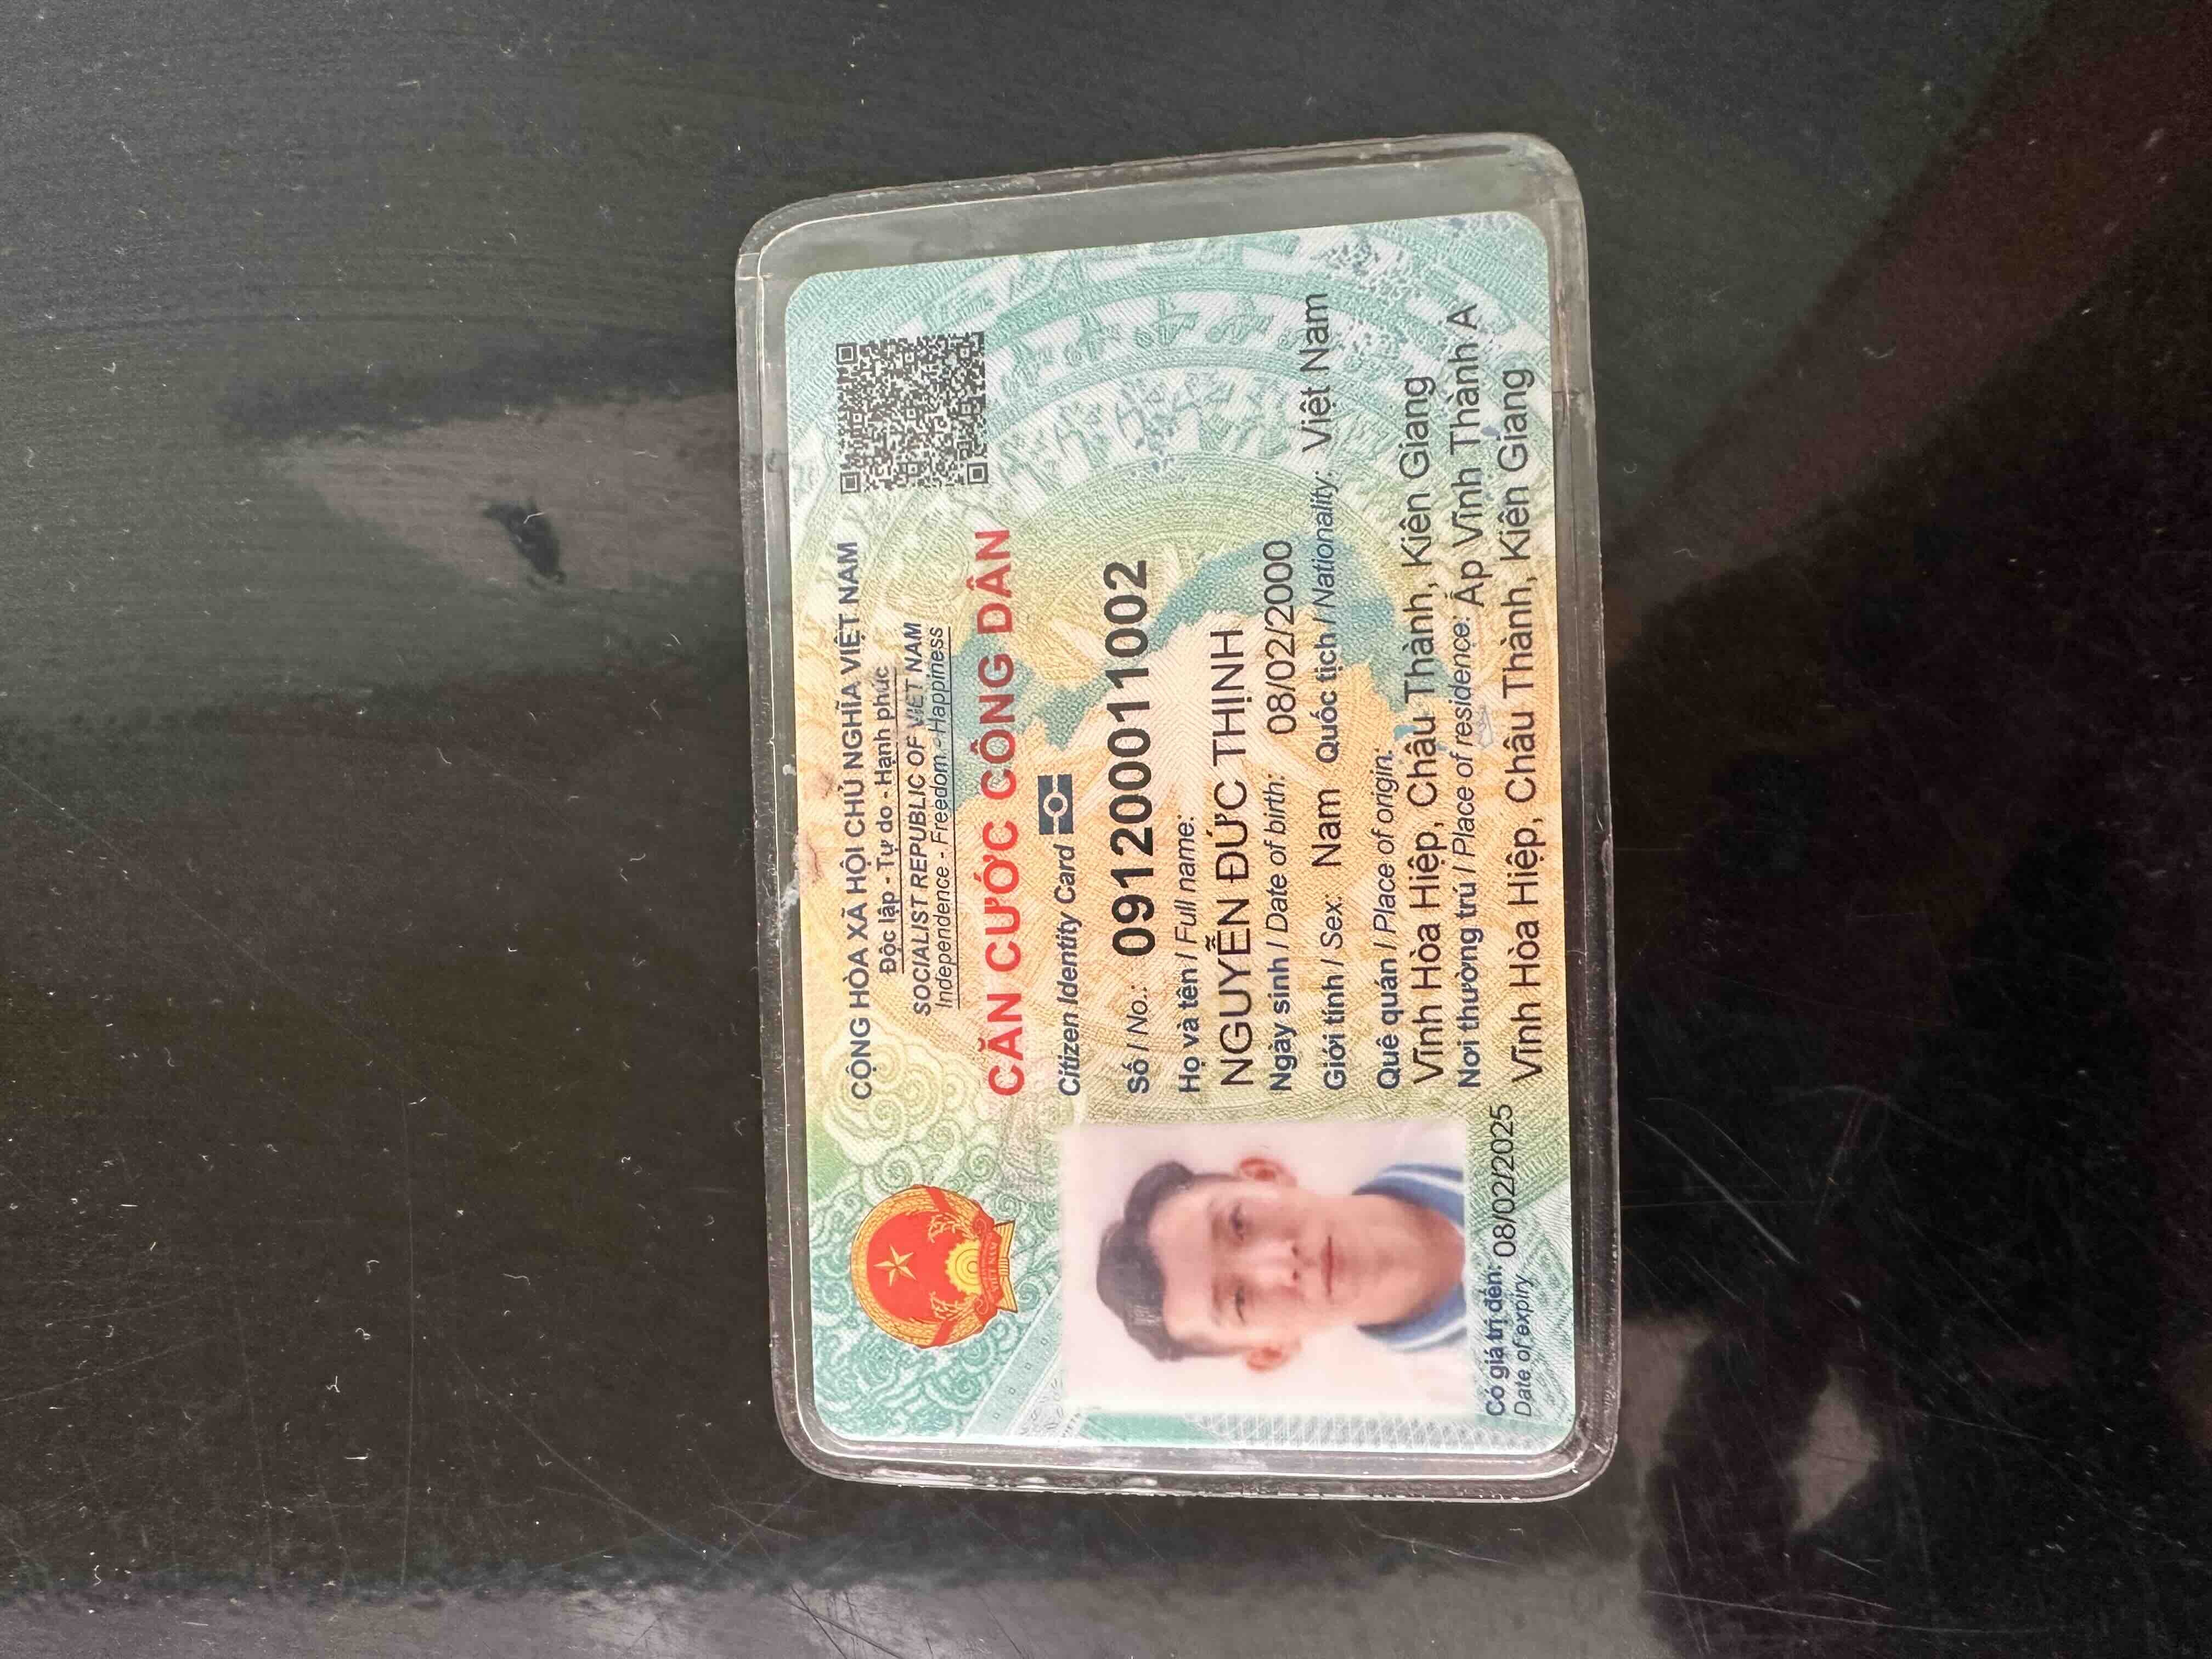 CỘNG HÒA XÃ HỘI CHỦ NGHĨA VIỆT NAM
Độc lập - Tự do - Hạnh phúc
SOCIALIST REPUBLIC OF VIET NAM
Independence - Freedom - Happiness
CĂN CƯỚC CÔNG DÂN
Citizen Identity Card
Số / No.: 091200011002
Họ và tên / Full name:
NGUYỄN ĐỨC THỊNH
Ngày sinh / Date of birth: 08/02/2000
Giới tính / Sex: Nam Quốc tịch / Nationality: Việt Nam
Quê quán / Place of origin:
Vĩnh Hòa Hiệp, Châu Thành, Kiên Giang
Nơi thường trú / Place of residence: Ấp Vĩnh Thành A
Vĩnh Hòa Hiệp, Châu Thành, Kiên Giang
Có giá trị đến: 08/02/2025
Date of expiry
VIỆT NAM